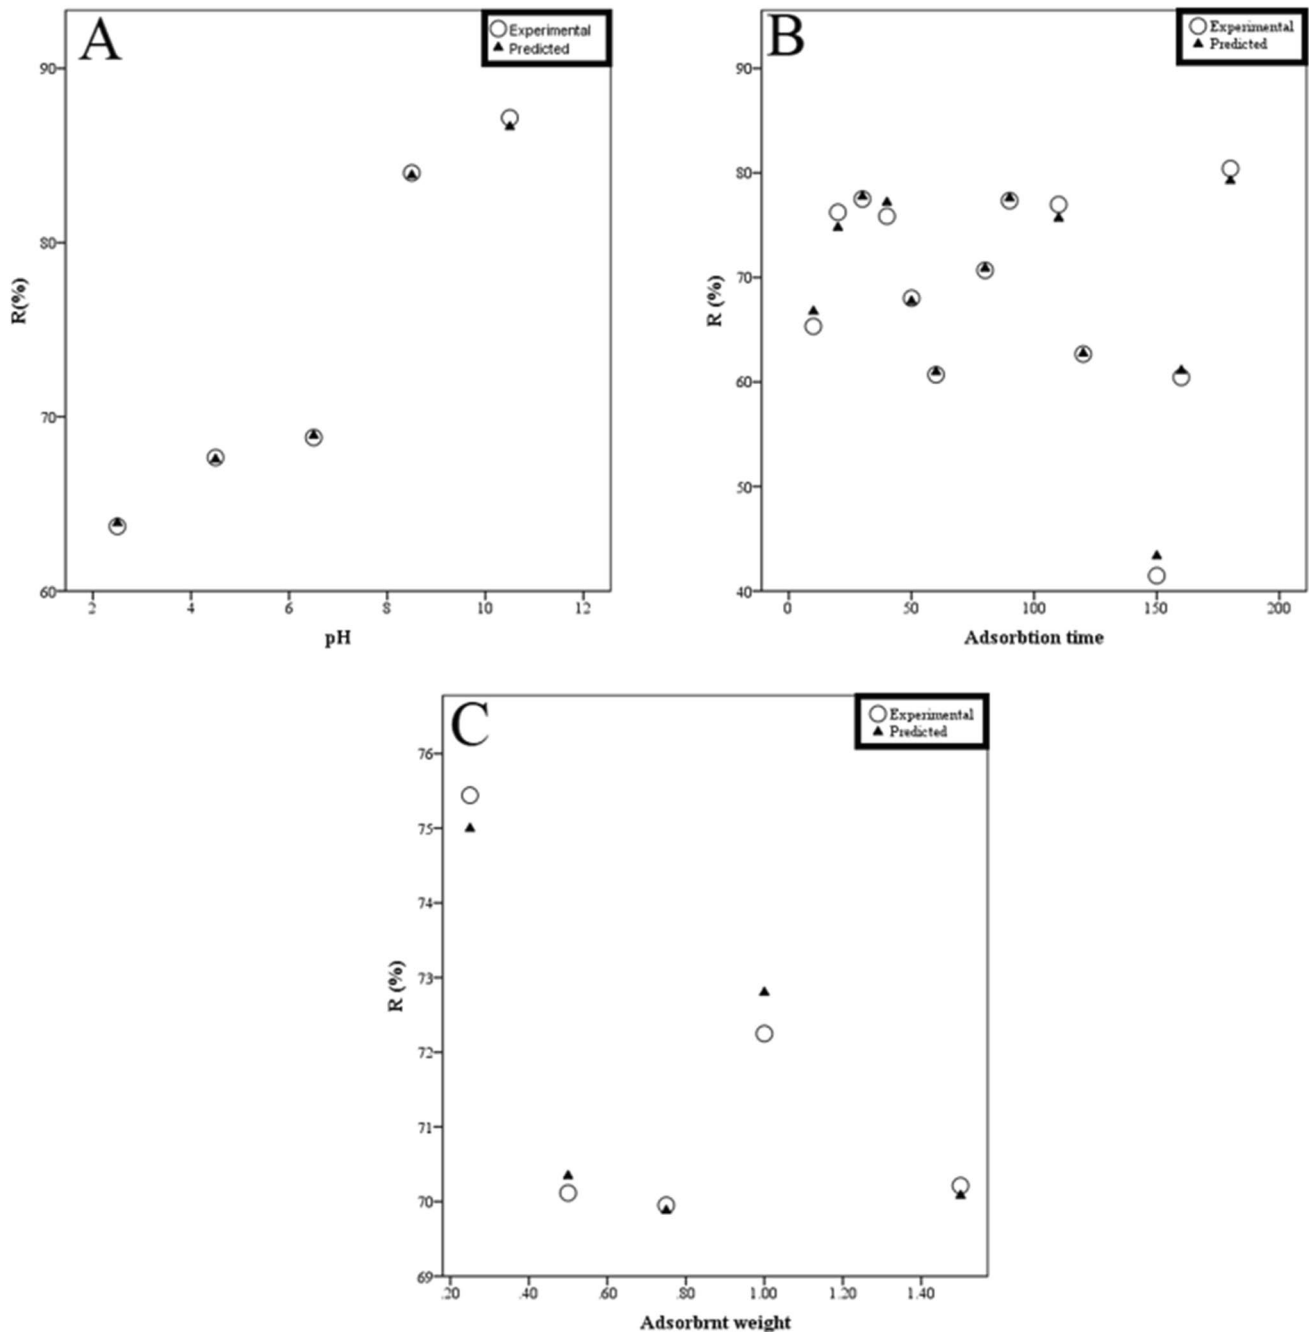 A
Experimental
Predicted
90
80
70
60
R(%)
2 4 6 8 10 12
pH
B
Experimental
Predicted
90
80
70
60
50
40
R (%)
0 50 100 150 200
Adsorbtion time
C
Experimental
Predicted
76
75
74
73
72
71
70
69
R (%)
.20 .40 .60 .80 1.00 1.20 1.40
Adsorbrnt weight